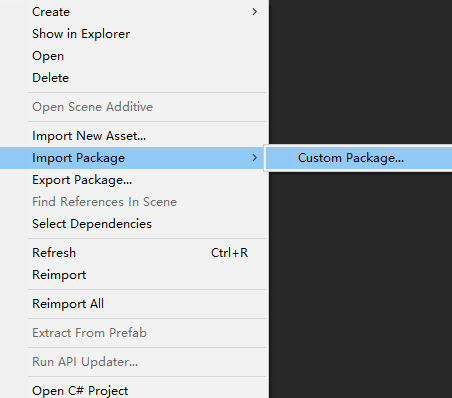 Create
Show in Explorer
Open
Delete
Open Scene Additive
Import New Asset...
Import Package
Custom Package...
Export Package...
Find References In Scene
Select Dependencies
Refresh Ctrl+R
Reimport
Reimport All
Extract From Prefab
Run API Updater...
Open C# Project